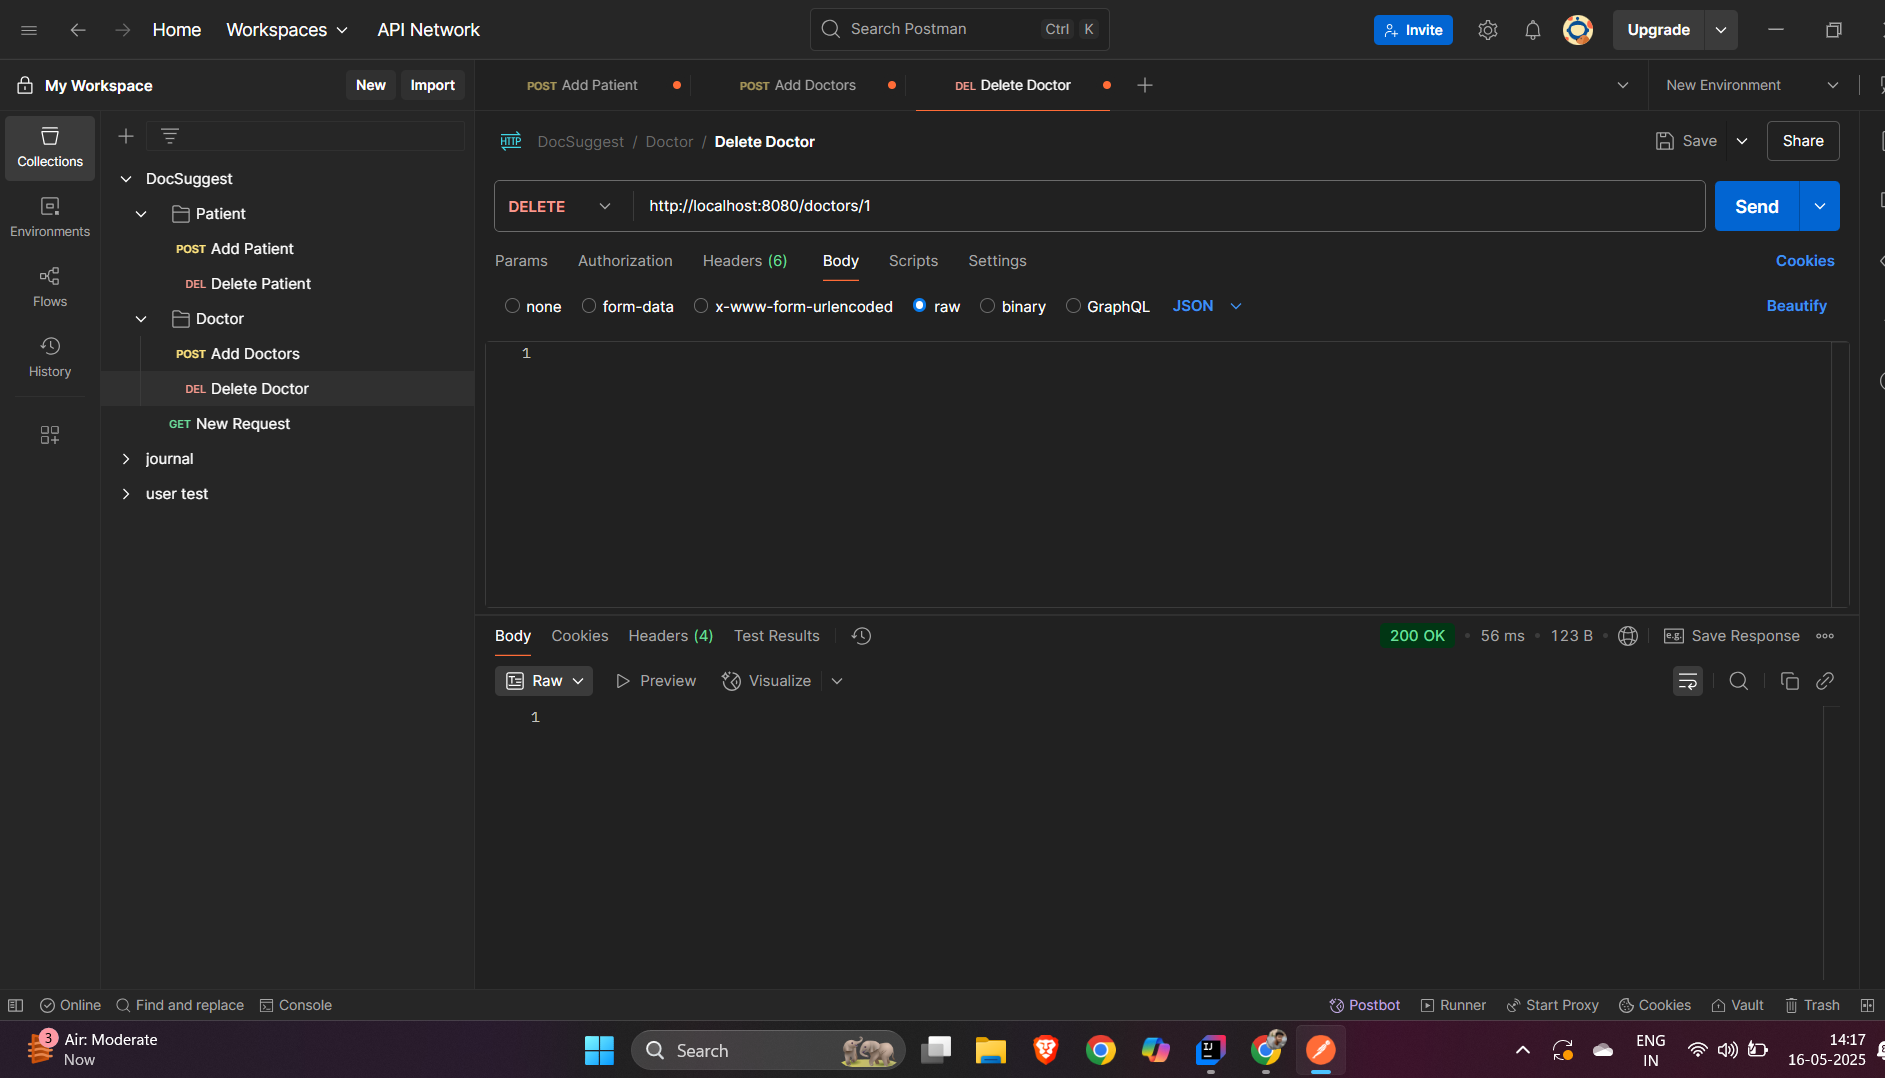 Home Workspaces API Network Search Postman Ctrl K Invite Upgrade
My Workspace New Import POST Add Patient POST Add Doctors DEL Delete Doctor New Environment
Collections
Environments
Flows
History
DocSuggest
Patient
POST Add Patient
DEL Delete Patient
Doctor
POST Add Doctors
DEL Delete Doctor
GET New Request
journal
user test
HTTP DocSuggest / Doctor / Delete Doctor Save Share
DELETE http://localhost:8080/doctors/1 Send
Params Authorization Headers (6) Body Scripts Settings Cookies
none form-data x-www-form-urlencoded raw binary GraphQL JSON Beautify
1
Body Cookies Headers (4) Test Results 200 OK 56 ms 123 B e.g. Save Response
Raw Preview Visualize
1
Online Find and replace Console Postbot Runner Start Proxy Cookies Vault Trash
3 Air: Moderate
Now
Search
IJ
ENG
IN
14:17
16-05-2025